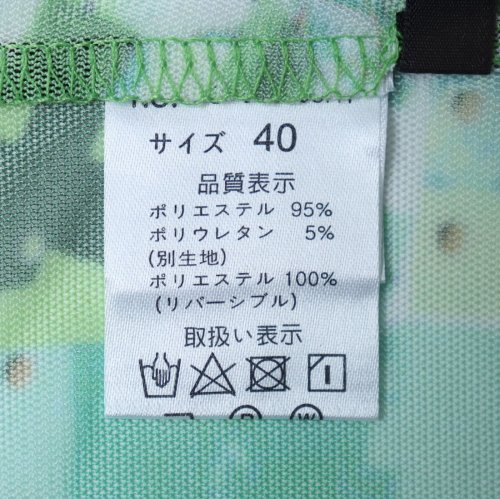 サイズ 40
品質表示
ポリエステル 95%
ポリウレタン 5%
(別生地)
ポリエステル 100%
(リバーシブル)
取扱い表示